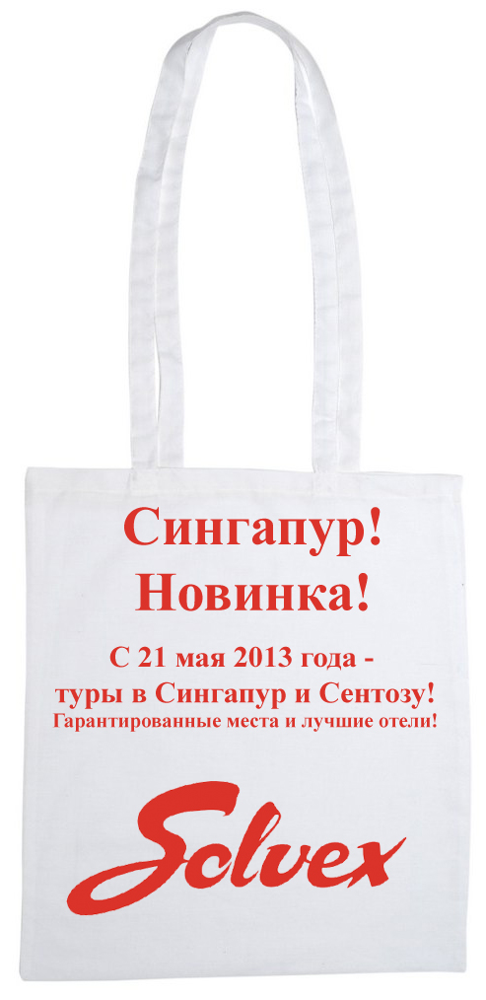 Сингапур!
Новинка!
С 21 мая 2013 года -
туры в Сингапур и Сентозу!
Гарантированные места и лучшие отели!
Solvex